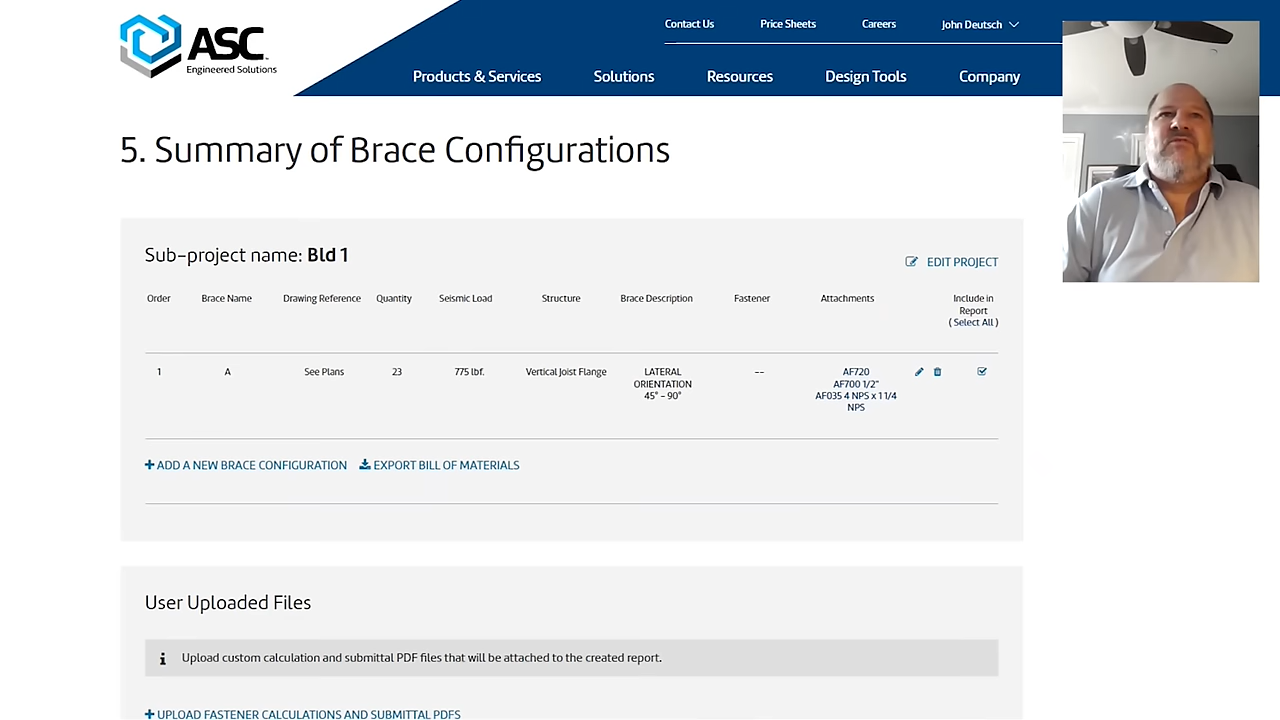 ASC
Engineered Solutions
Contact Us
Price Sheets
Careers
John Deutsch
Products & Services
Solutions
Resources
Design Tools
Company
5. Summary of Brace Configurations
Sub-project name: Bld 1
EDIT PROJECT
Order
Brace Name
Drawing Reference
Quantity
Seismic Load
Structure
Brace Description
Fastener
Attachments
Include in
Report
( Select All )
1
A
See Plans
23
775 lbf.
Vertical Joist Flange
LATERAL
ORIENTATION
45° - 90°
--
AF720
AF700 1/2"
AF035 4 NPS x 1 1/4
NPS
ADD A NEW BRACE CONFIGURATION
EXPORT BILL OF MATERIALS
User Uploaded Files
Upload custom calculation and submittal PDF files that will be attached to the created report.
UPLOAD FASTENER CALCULATIONS AND SUBMITTAL PDFS